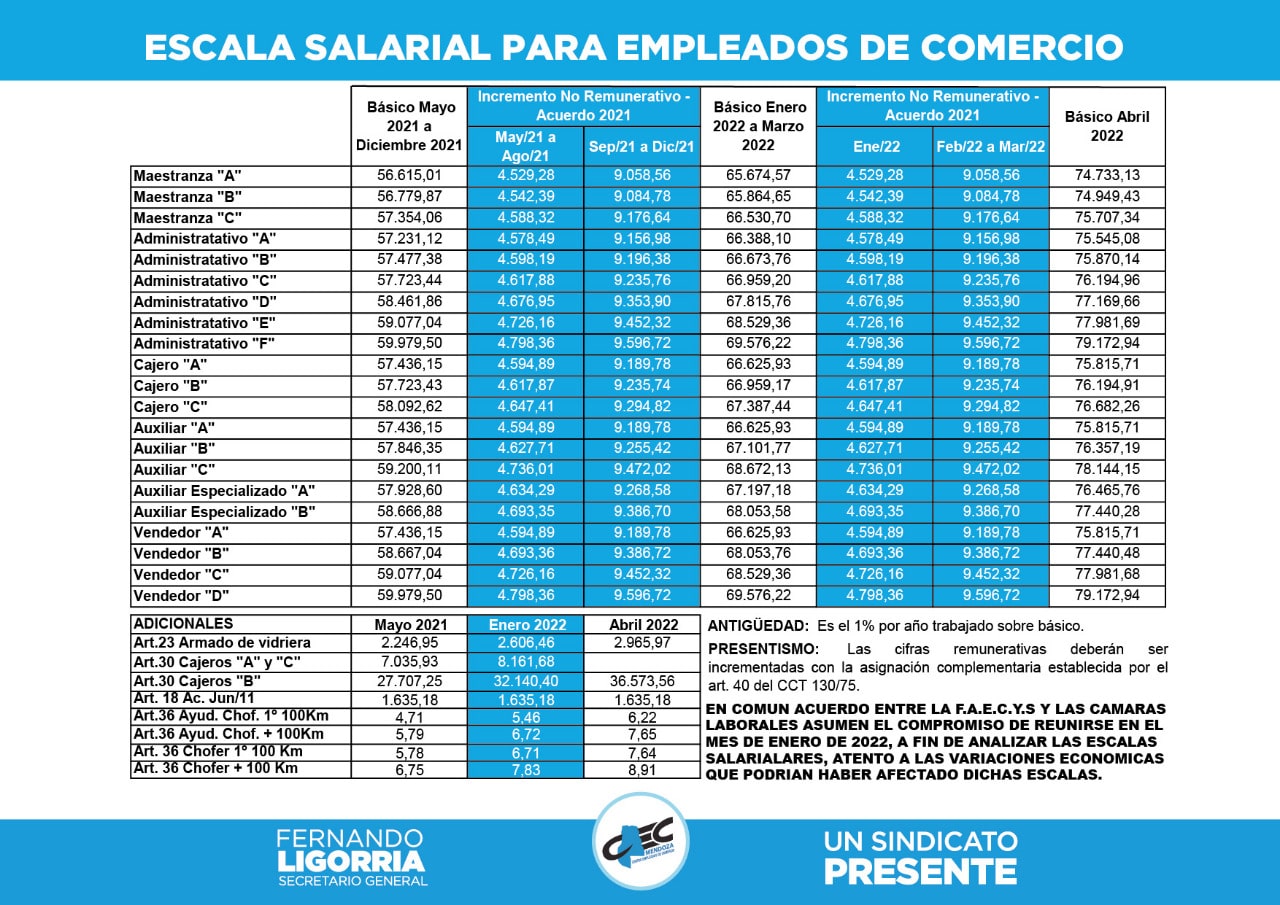 ESCALA SALARIAL PARA EMPLEADOS DE COMERCIO
Básico Mayo 2021 a Diciembre 2021 Incremento No Remunerativo - Acuerdo 2021 Básico Enero 2022 a Marzo 2022 Incremento No Remunerativo - Acuerdo 2021 Básico Abril 2022
May/21 a Ago/21 Sep/21 a Dic/21 Ene/22 Feb/22 a Mar/22
Maestranza "A" 56.615,01 4.529,28 9.058,56 65.674,57 4.529,28 9.058,56 74.733,13
Maestranza "B" 56.779,87 4.542,39 9.084,78 65.864,65 4.542,39 9.084,78 74.949,43
Maestranza "C" 57.354,06 4.588,32 9.176,64 66.530,70 4.588,32 9.176,64 75.707,34
Administratativo "A" 57.231,12 4.578,49 9.156,98 66.388,10 4.578,49 9.156,98 75.545,08
Administratativo "B" 57.477,38 4.598,19 9.196,38 66.673,76 4.598,19 9.196,38 75.870,14
Administratativo "C" 57.723,44 4.617,88 9.235,76 66.959,20 4.617,88 9.235,76 76.194,96
Administratativo "D" 58.461,86 4.676,95 9.353,90 67.815,76 4.676,95 9.353,90 77.169,66
Administratativo "E" 59.077,04 4.726,16 9.452,32 68.529,36 4.726,16 9.452,32 77.981,69
Administratativo "F" 59.979,50 4.798,36 9.596,72 69.576,22 4.798,36 9.596,72 79.172,94
Cajero "A" 57.436,15 4.594,89 9.189,78 66.625,93 4.594,89 9.189,78 75.815,71
Cajero "B" 57.723,43 4.617,87 9.235,74 66.959,17 4.617,87 9.235,74 76.194,91
Cajero "C" 58.092,62 4.647,41 9.294,82 67.387,44 4.647,41 9.294,82 76.682,26
Auxiliar "A" 57.436,15 4.594,89 9.189,78 66.625,93 4.594,89 9.189,78 75.815,71
Auxiliar "B" 57.846,35 4.627,71 9.255,42 67.101,77 4.627,71 9.255,42 76.357,19
Auxiliar "C" 59.200,11 4.736,01 9.472,02 68.672,13 4.736,01 9.472,02 78.144,15
Auxiliar Especializado "A" 57.928,60 4.634,29 9.268,58 67.197,18 4.634,29 9.268,58 76.465,76
Auxiliar Especializado "B" 58.666,88 4.693,35 9.386,70 68.053,58 4.693,35 9.386,70 77.440,28
Vendedor "A" 57.436,15 4.594,89 9.189,78 66.625,93 4.594,89 9.189,78 75.815,71
Vendedor "B" 58.667,04 4.693,36 9.386,72 68.053,76 4.693,36 9.386,72 77.440,48
Vendedor "C" 59.077,04 4.726,16 9.452,32 68.529,36 4.726,16 9.452,32 77.981,68
Vendedor "D" 59.979,50 4.798,36 9.596,72 69.576,22 4.798,36 9.596,72 79.172,94
ADICIONALES Mayo 2021 Enero 2022 Abril 2022
Art.23 Armado de vidriera 2.246,95 2.606,46 2.965,97
Art.30 Cajeros "A" y "C" 7.035,93 8.161,68
Art.30 Cajeros "B" 27.707,25 32.140,40 36.573,56
Art. 18 Ac. Jun/11 1.635,18 1.635,18 1.635,18
Art.36 Ayud. Chof. 1º 100Km 4,71 5,46 6,22
Art.36 Ayud. Chof. + 100Km 5,79 6,72 7,65
Art. 36 Chofer 1º 100 Km 5,78 6,71 7,64
Art. 36 Chofer + 100 Km 6,75 7,83 8,91
ANTIGÜEDAD: Es el 1% por año trabajado sobre básico.
PRESENTISMO: Las cifras remunerativas deberán ser
incrementadas con la asignación complementaria establecida por el
art. 40 del CCT 130/75.
EN COMUN ACUERDO ENTRE LA F.A.E.C.Y.S Y LAS CAMARAS
LABORALES ASUMEN EL COMPROMISO DE REUNIRSE EN EL
MES DE ENERO DE 2022, A FIN DE ANALIZAR LAS ESCALAS
SALARIALARES, ATENTO A LAS VARIACIONES ECONOMICAS
QUE PODRIAN HABER AFECTADO DICHAS ESCALAS.
FERNANDO
LIGORRIA
SECRETARIO GENERAL
CEC
MENDOZA
UN SINDICATO
PRESENTE